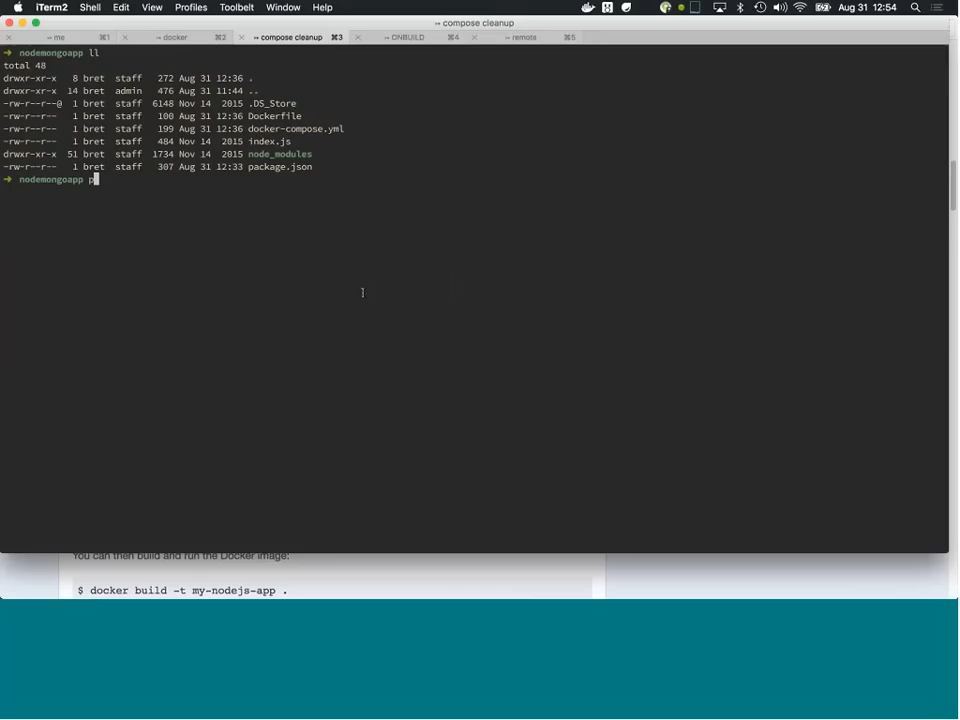 iTerm2 Shell Edit View Profiles Toolbelt Window Help Aug 31 12:54
compose cleanup
me ⌘1 docker ⌘2 compose cleanup ⌘3 ONBUILD ⌘4 remote ⌘5
➜ nodemongoapp ll
total 48
drwxr-xr-x 8 bret staff 272 Aug 31 12:36 .
drwxr-xr-x 14 bret admin 476 Aug 31 11:44 ..
-rw-r--r--@ 1 bret staff 6148 Nov 14 2015 .DS_Store
-rw-r--r-- 1 bret staff 100 Aug 31 12:36 Dockerfile
-rw-r--r-- 1 bret staff 199 Aug 31 12:36 docker-compose.yml
-rw-r--r-- 1 bret staff 484 Nov 14 2015 index.js
drwxr-xr-x 51 bret staff 1734 Nov 14 2015 node_modules
-rw-r--r-- 1 bret staff 307 Aug 31 12:33 package.json
➜ nodemongoapp p
You can then build and run the Docker image:
$ docker build -t my-nodejs-app .